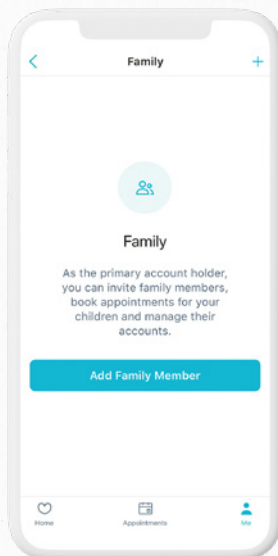 Family
Family
As the primary account holder,
you can invite family members,
book appointments for your
children and manage their
accounts.
Add Family Member
Home
Appointments
Me